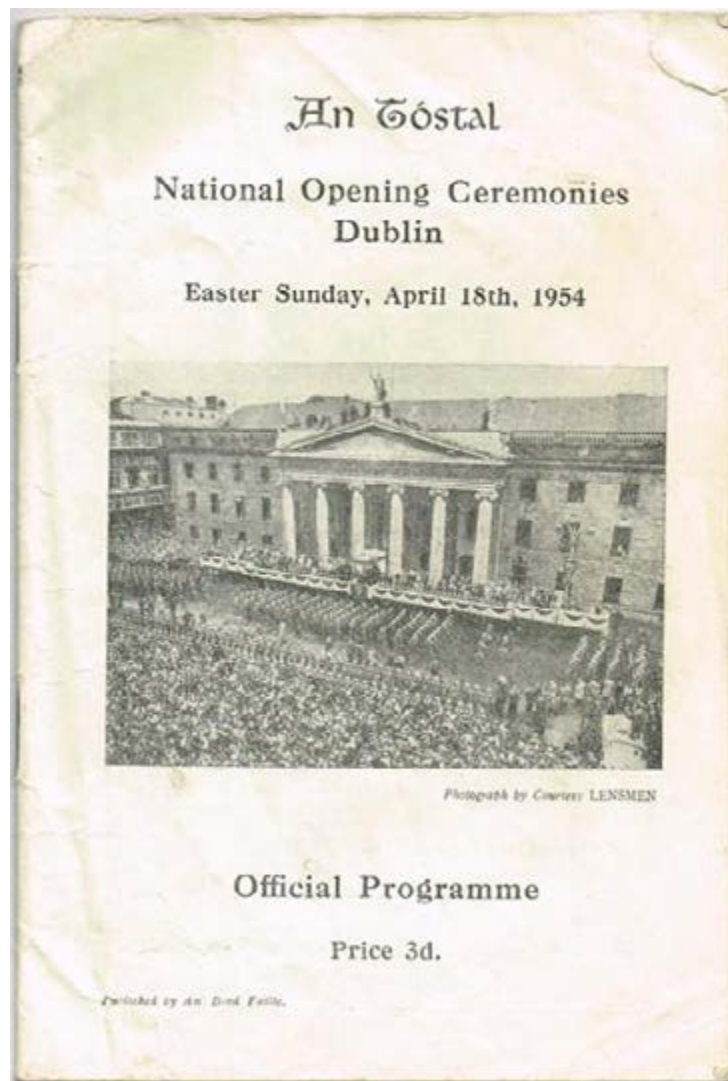 An Tóstal
National Opening Ceremonies
Dublin
Easter Sunday, April 18th, 1954
Photograph by Courtesy LENSMEN
Official Programme
Price 3d.
Published by An Bord Fáilte.